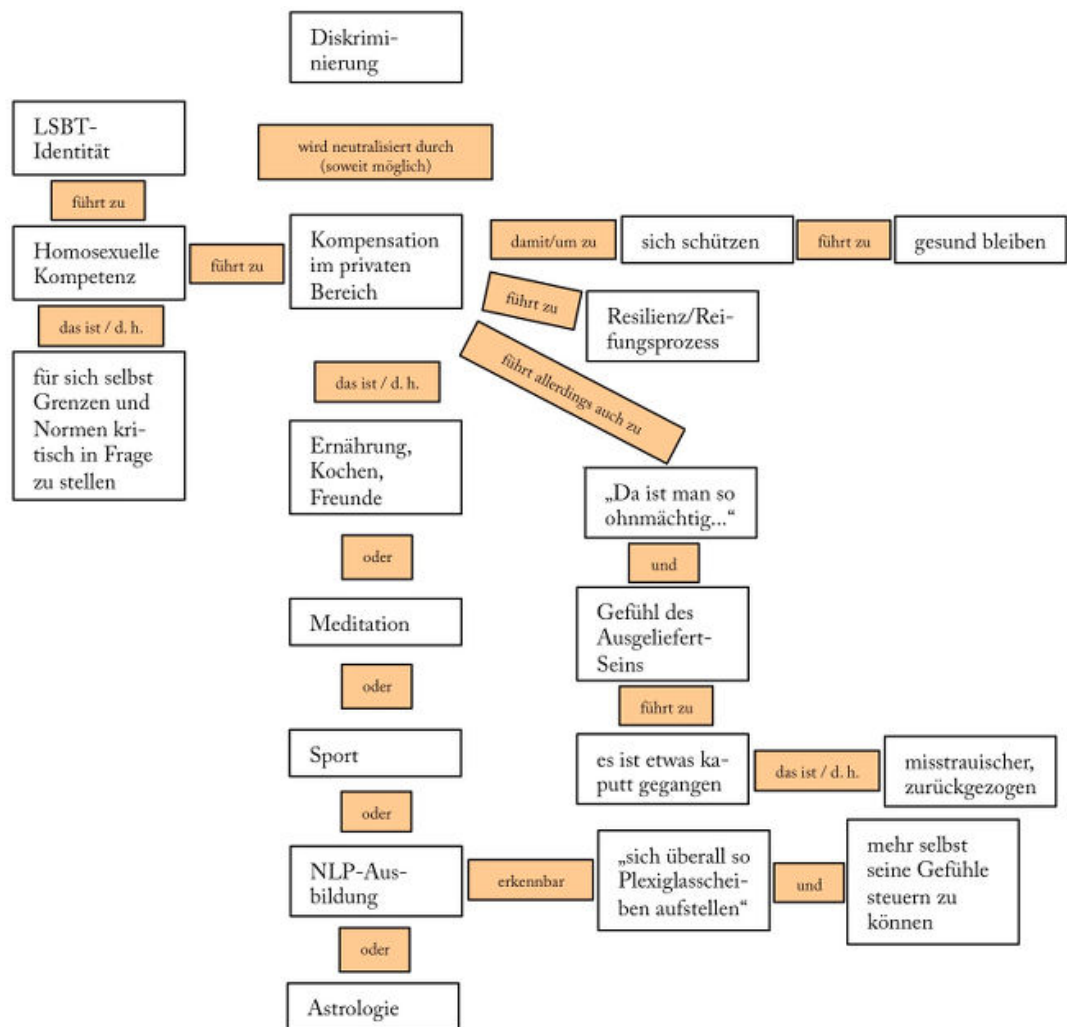 Diskrimi-
nierung
LSBT-
Identität
wird neutralisiert durch
(soweit möglich)
führt zu
Homosexuelle
Kompetenz
führt zu
Kompensation
im privaten
Bereich
damit/um zu
sich schützen
führt zu
gesund bleiben
führt zu
Resilienz/Rei-
fungsprozess
das ist / d. h.
führt allerdings auch zu
für sich selbst
Grenzen und
Normen kri-
tisch in Frage
zu stellen
das ist / d. h.
Ernährung,
Kochen,
Freunde
„Da ist man so
ohnmächtig...“
oder
und
Meditation
Gefühl des
Ausgeliefert-
Seins
oder
führt zu
Sport
es ist etwas ka-
putt gegangen
das ist / d. h.
misstrauischer,
zurückgezogen
oder
NLP-Aus-
bildung
erkennbar
„sich überall so
Plexiglasschei-
ben aufstellen“
und
mehr selbst
seine Gefühle
steuern zu
können
oder
Astrologie